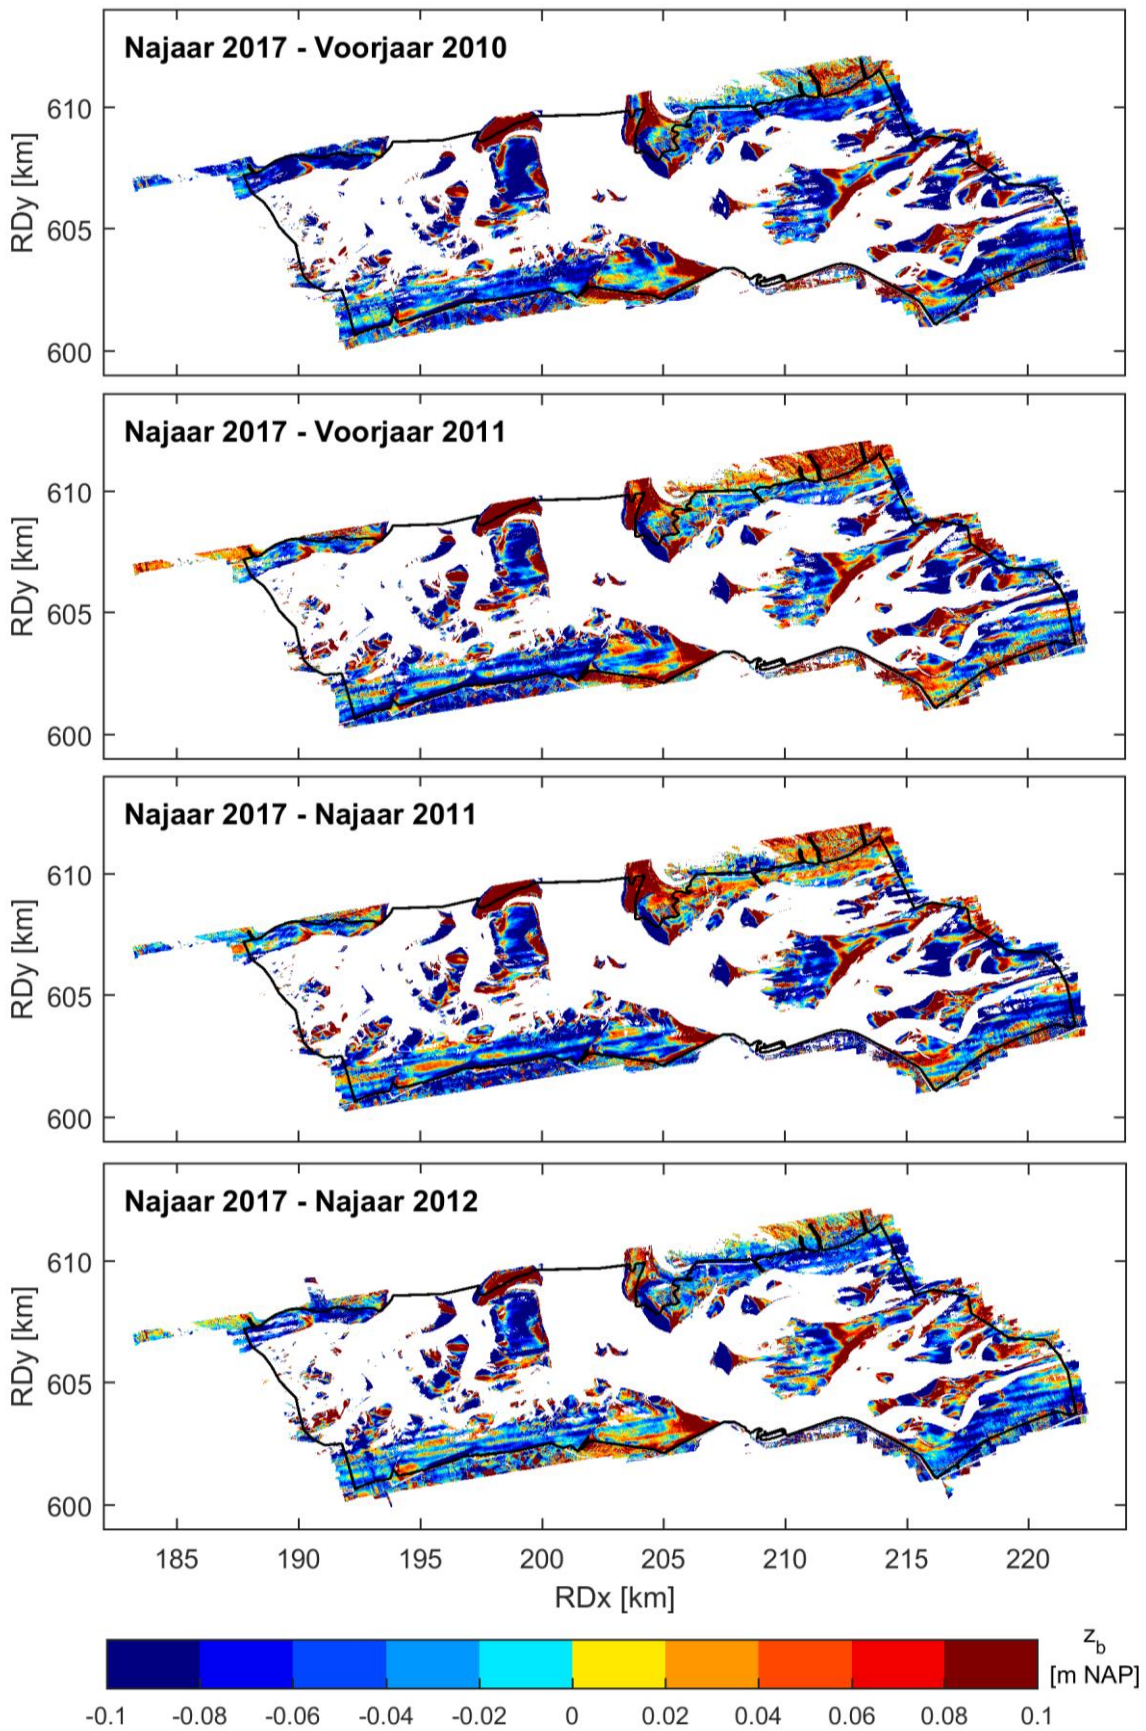 Najaar 2017 - Voorjaar 2010
610
605
600
RDy [km]
Najaar 2017 - Voorjaar 2011
610
605
600
RDy [km]
Najaar 2017 - Najaar 2011
610
605
600
RDy [km]
Najaar 2017 - Najaar 2012
610
605
600
RDy [km]
185 190 195 200 205 210 215 220
RDx [km]
z_b
[m NAP]
-0.1 -0.08 -0.06 -0.04 -0.02 0 0.02 0.04 0.06 0.08 0.1